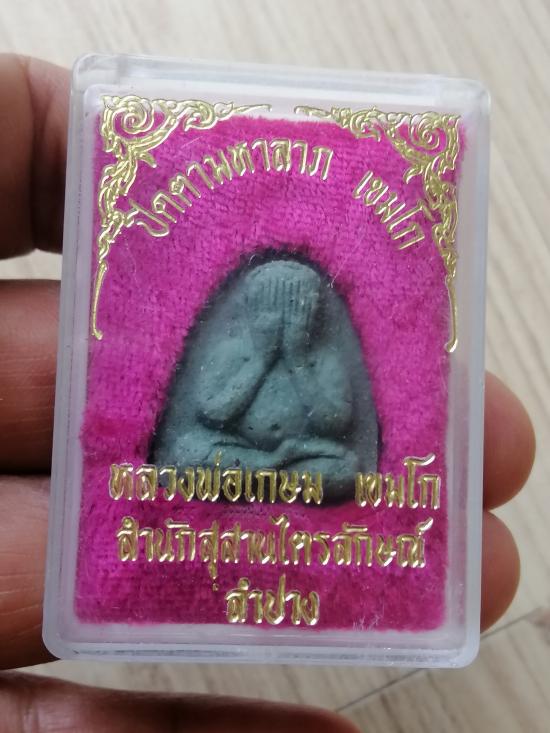 ปิดตามหาลาภ เขมโก
หลวงพ่อเกษม เขมโก
สำนักสุสานไตรลักษณ์
ลำปาง